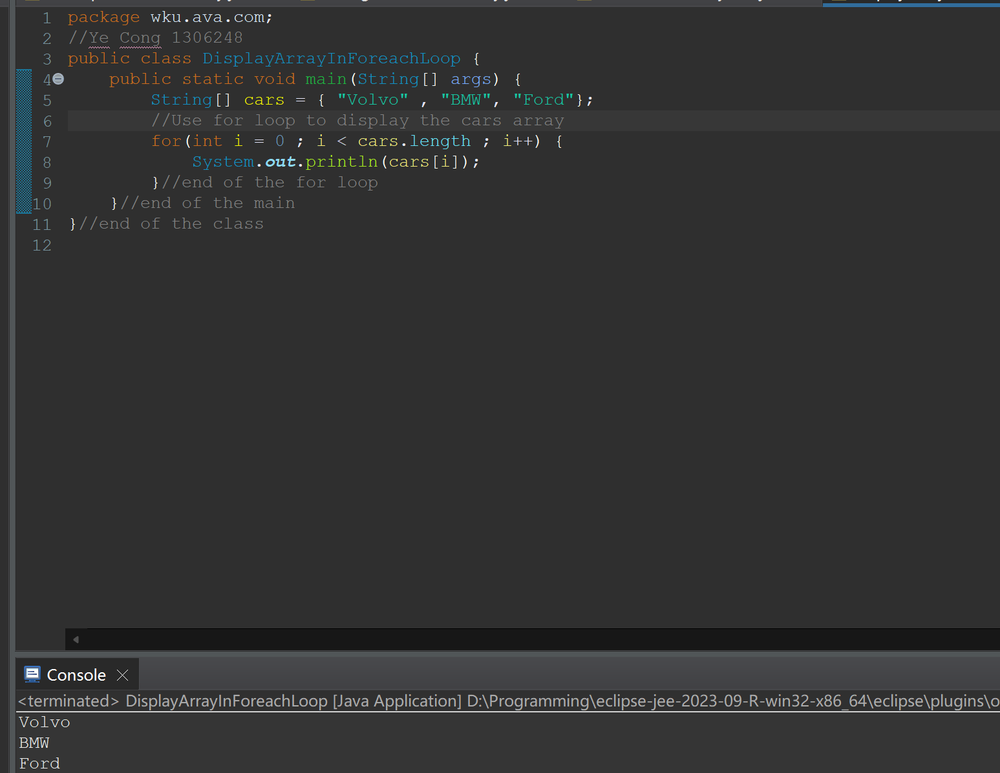 1 package wku.ava.com;
2 //Ye Cong 1306248
3 public class DisplayArrayInForeachLoop {
4 public static void main(String[] args) {
5 String[] cars = { "Volvo" , "BMW", "Ford"};
6 //Use for loop to display the cars array
7 for(int i = 0 ; i < cars.length ; i++) {
8 System.out.println(cars[i]);
9 }//end of the for loop
10 }//end of the main
11 }//end of the class
12
Console
<terminated> DisplayArrayInForeachLoop [Java Application] D:\Programming\eclipse-jee-2023-09-R-win32-x86_64\eclipse\plugins\o
Volvo
BMW
Ford